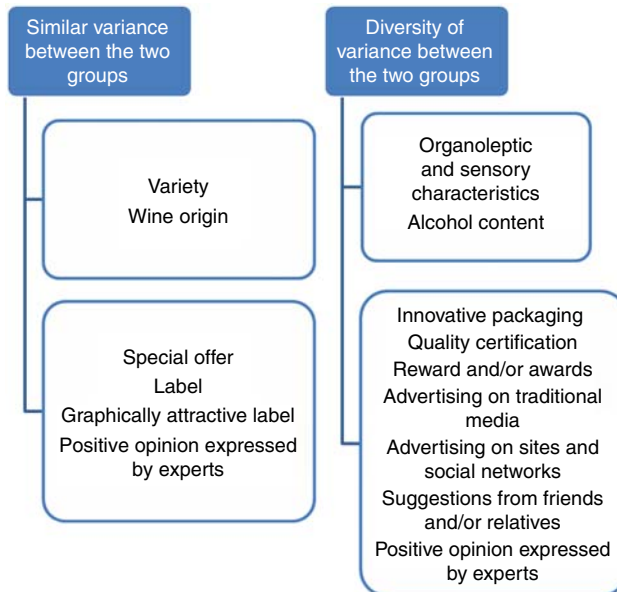 Similar variance
between the two
groups
Variety
Wine origin
Special offer
Label
Graphically attractive label
Positive opinion expressed
by experts
Diversity of
variance between
the two groups
Organoleptic
and sensory
characteristics
Alcohol content
Innovative packaging
Quality certification
Reward and/or awards
Advertising on traditional
media
Advertising on sites and
social networks
Suggestions from friends
and/or relatives
Positive opinion expressed
by experts